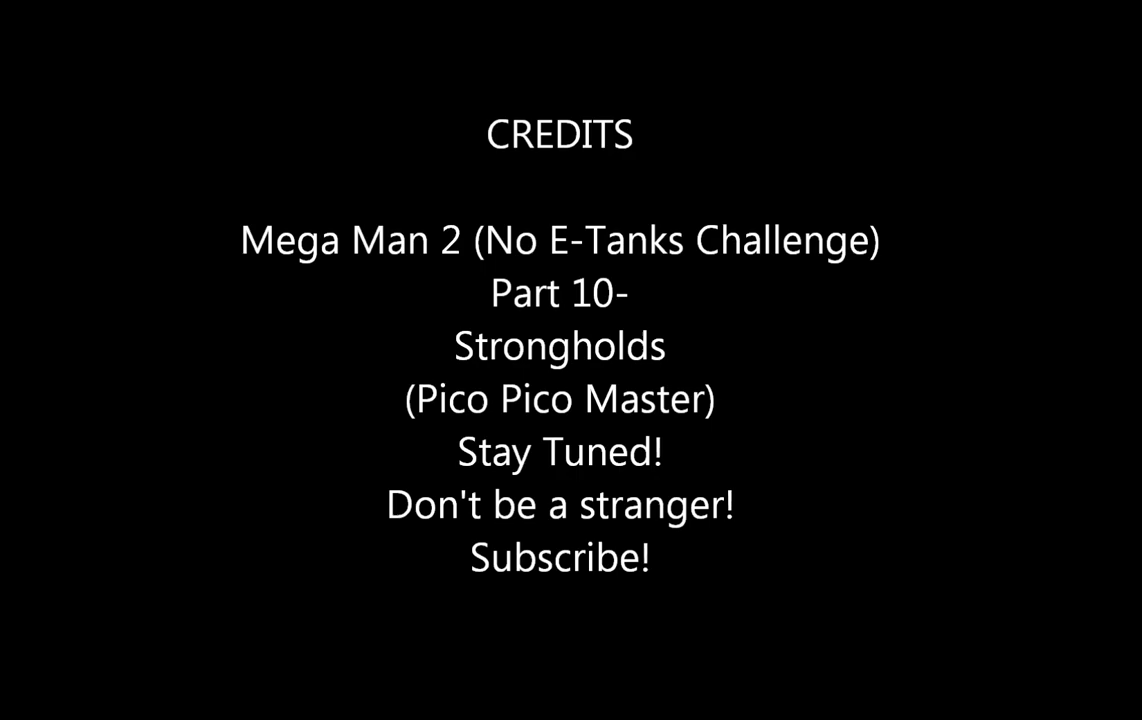 CREDITS
Mega Man 2 (No E-Tanks Challenge)
Part 10-
Strongholds
(Pico Pico Master)
Stay Tuned!
Don't be a stranger!
Subscribe!